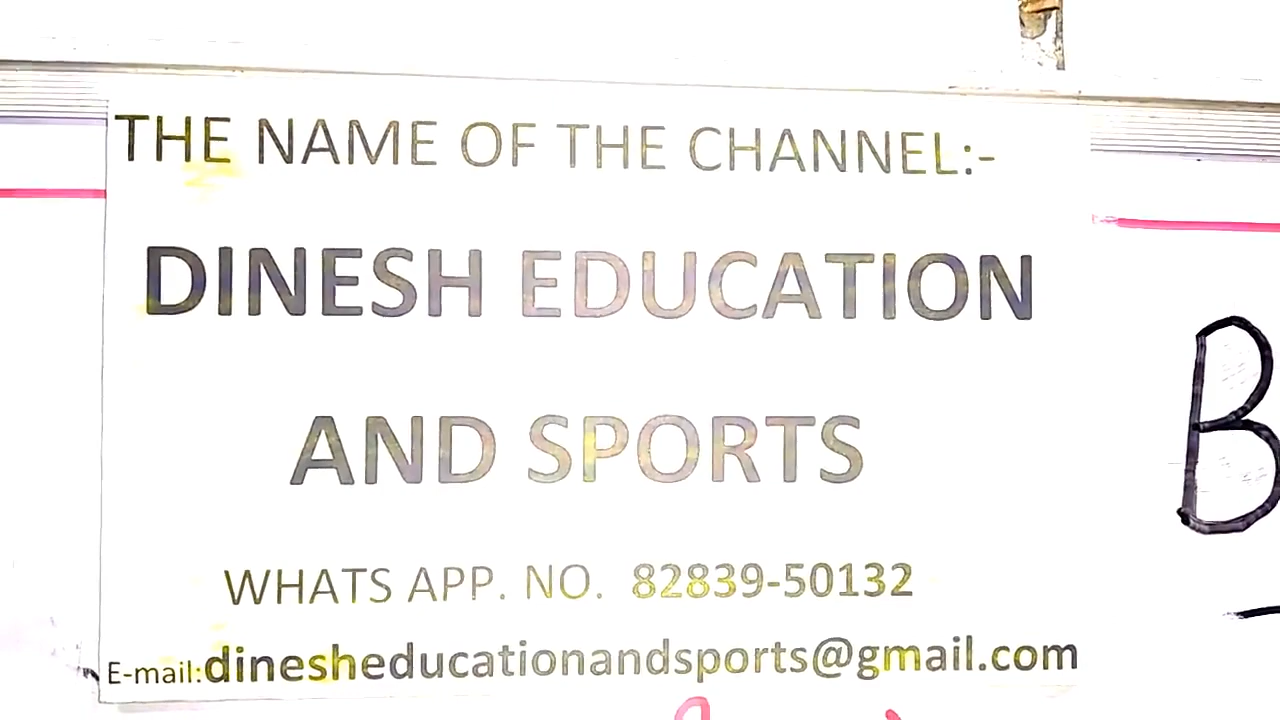 THE NAME OF THE CHANNEL:-
DINESH EDUCATION
AND SPORTS
WHATS APP. NO. 82839-50132
E-mail:dinesheducationandsports@gmail.com
B